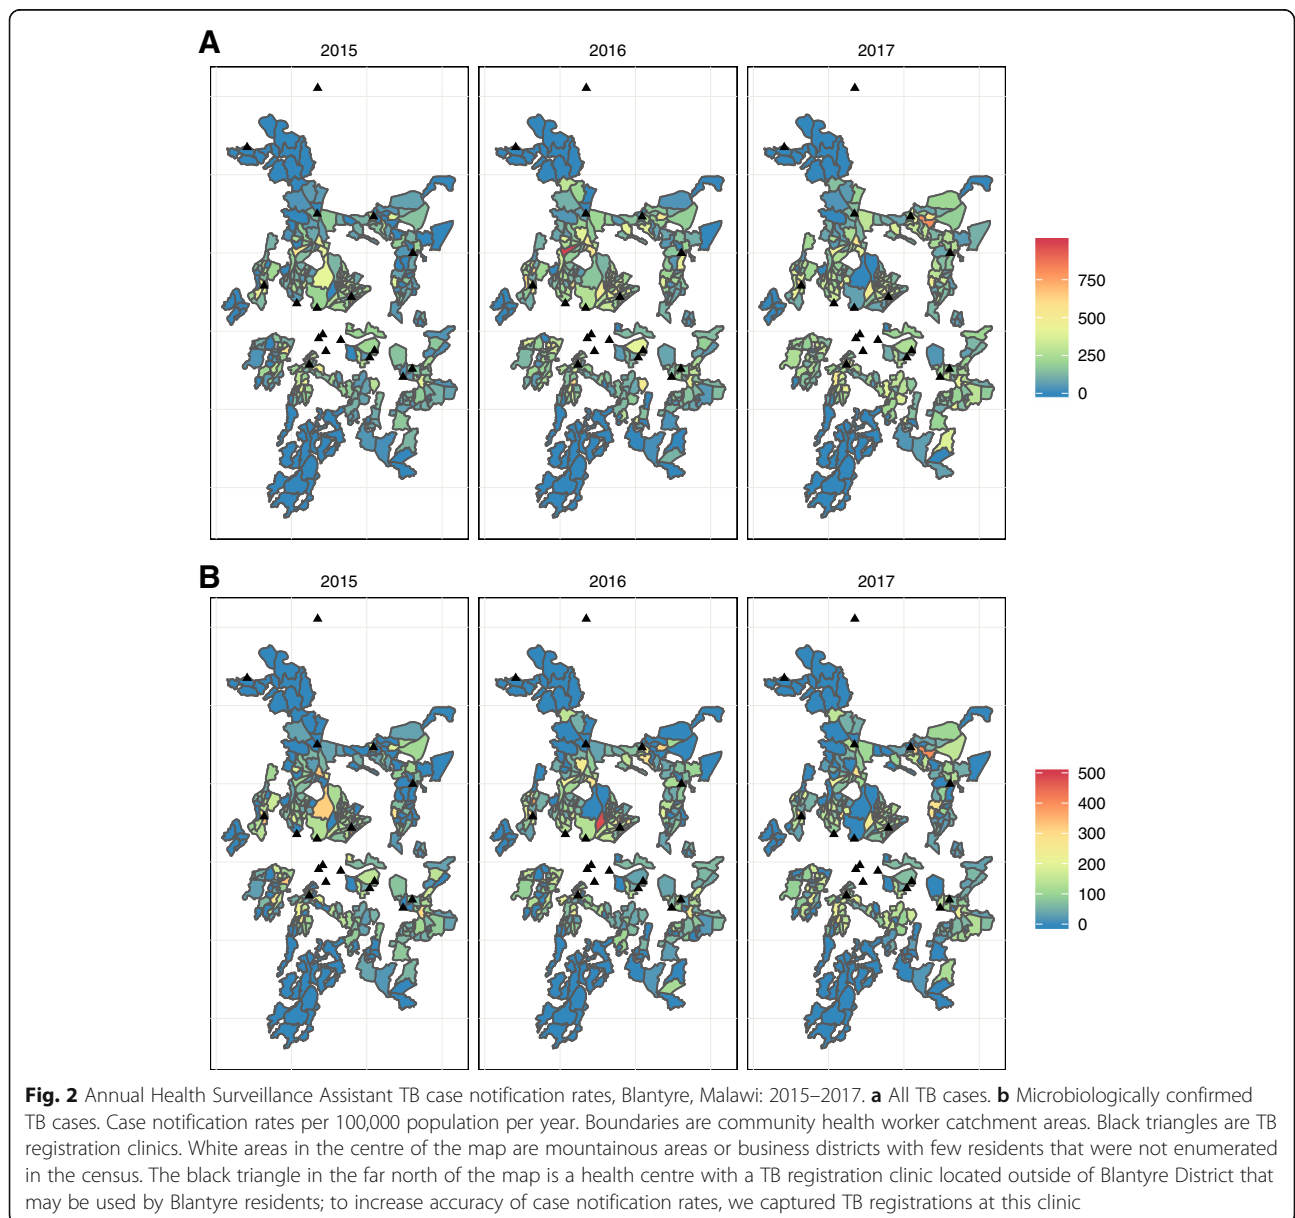 A
2015
2016
2017
750
500
250
0
B
2015
2016
2017
500
400
300
200
100
0
Fig. 2 Annual Health Surveillance Assistant TB case notification rates, Blantyre, Malawi: 2015–2017. a All TB cases. b Microbiologically confirmed
TB cases. Case notification rates per 100,000 population per year. Boundaries are community health worker catchment areas. Black triangles are TB
registration clinics. White areas in the centre of the map are mountainous areas or business districts with few residents that were not enumerated
in the census. The black triangle in the far north of the map is a health centre with a TB registration clinic located outside of Blantyre District that
may be used by Blantyre residents; to increase accuracy of case notification rates, we captured TB registrations at this clinic